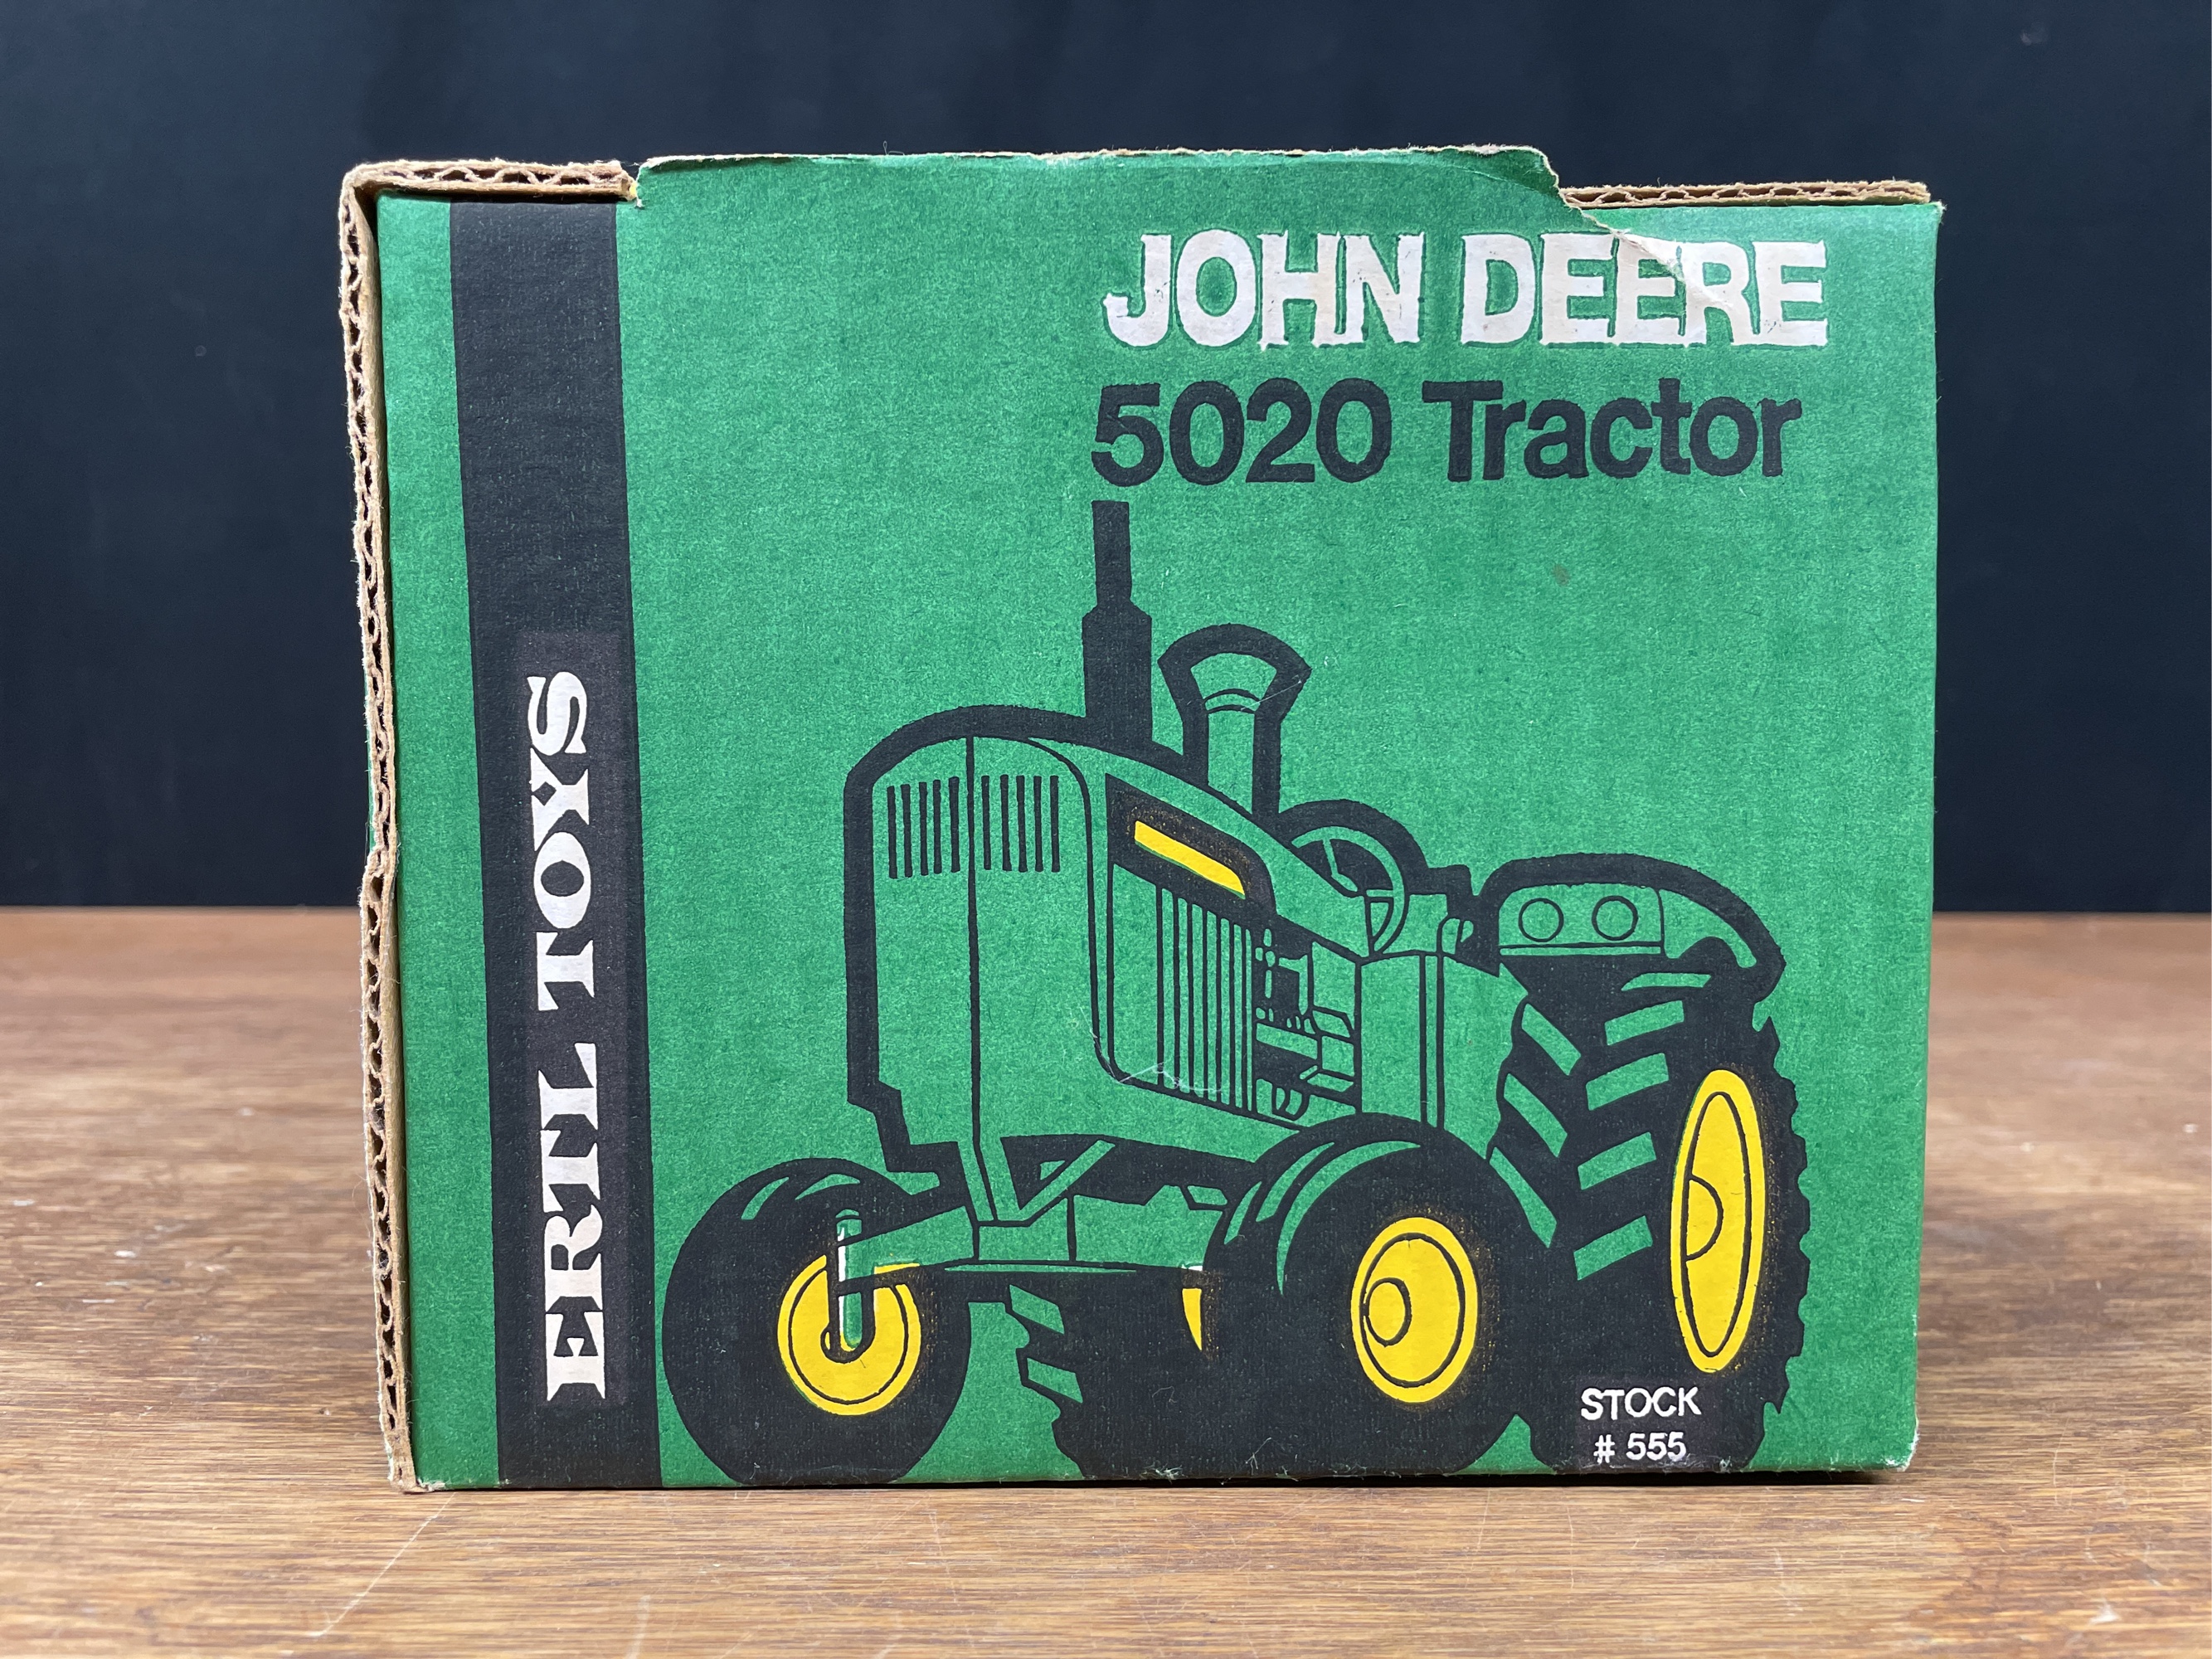 JOHN DEERE
5020 Tractor
ERTL TOYS
STOCK
# 555